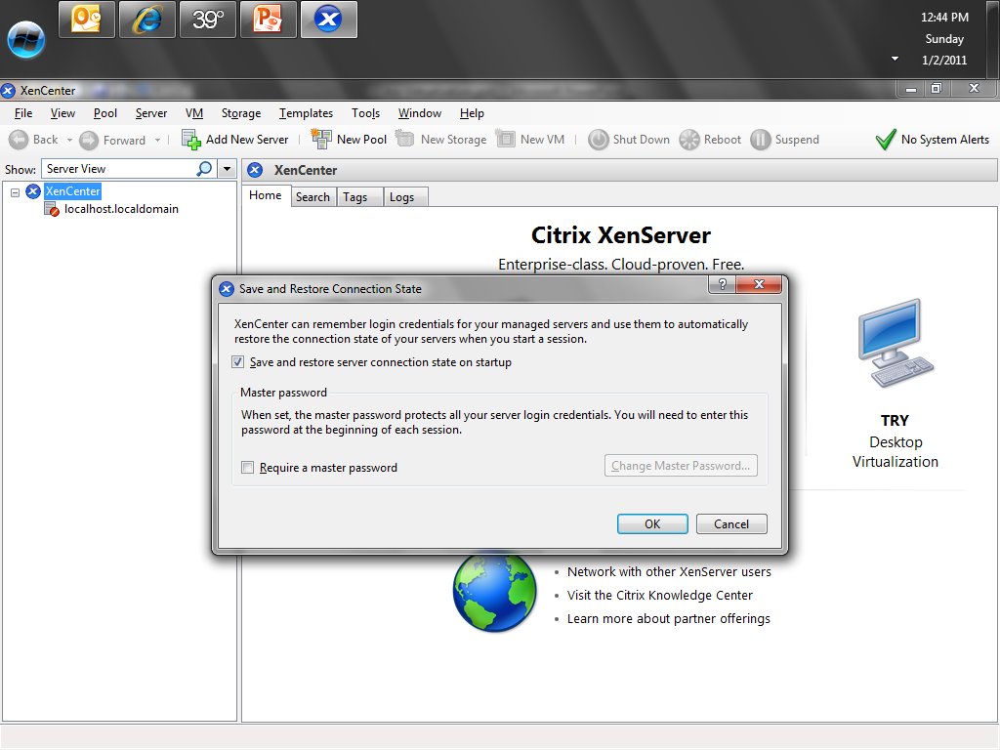 39°
12:44 PM
Sunday
1/2/2011
XenCenter
File View Pool Server VM Storage Templates Tools Window Help
Back Forward Add New Server New Pool New Storage New VM Shut Down Reboot Suspend No System Alerts
Show: Server View
XenCenter
XenCenter
localhost.localdomain
Home Search Tags Logs
Citrix XenServer
Enterprise-class. Cloud-proven. Free.
Save and Restore Connection State
XenCenter can remember login credentials for your managed servers and use them to automatically
restore the connection state of your servers when you start a session.
Save and restore server connection state on startup
Master password
When set, the master password protects all your server login credentials. You will need to enter this
password at the beginning of each session.
Require a master password
Change Master Password...
OK Cancel
TRY
Desktop
Virtualization
Network with other XenServer users
Visit the Citrix Knowledge Center
Learn more about partner offerings